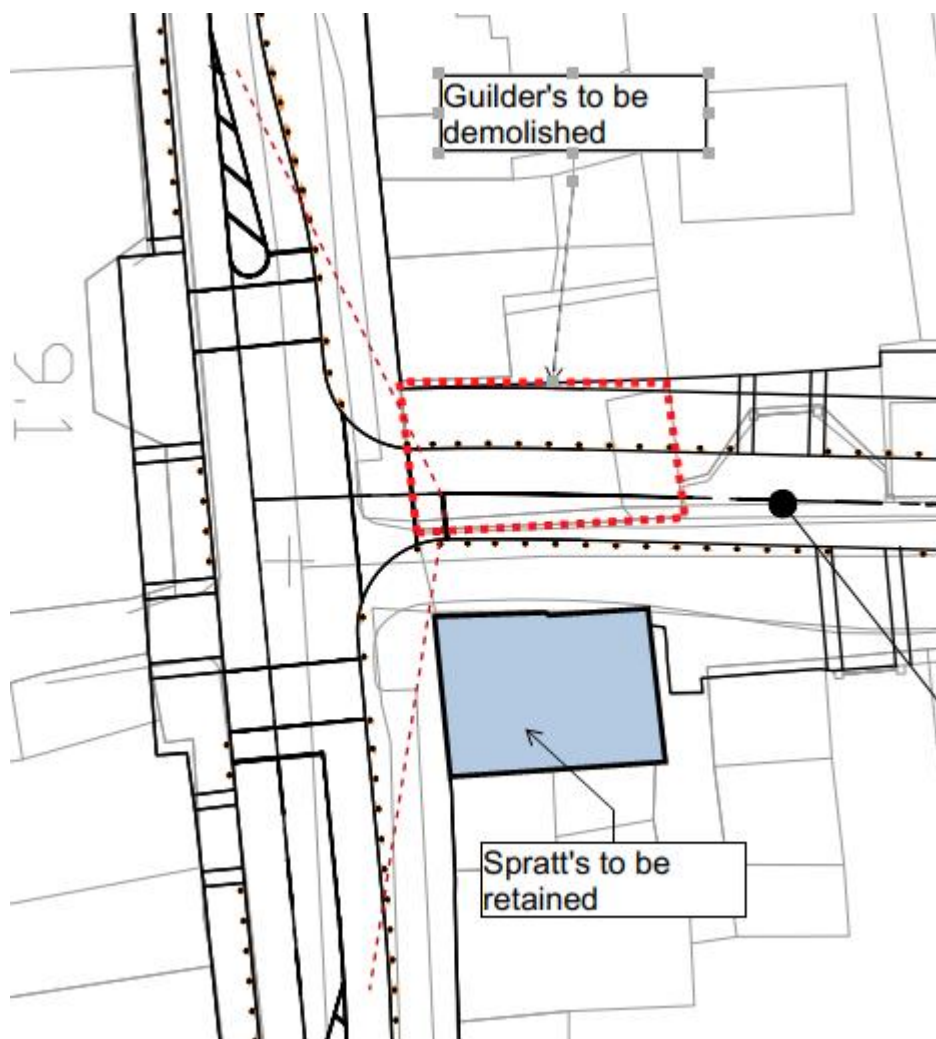 Guilder's to be
demolished
9.1
Spratt's to be
retained